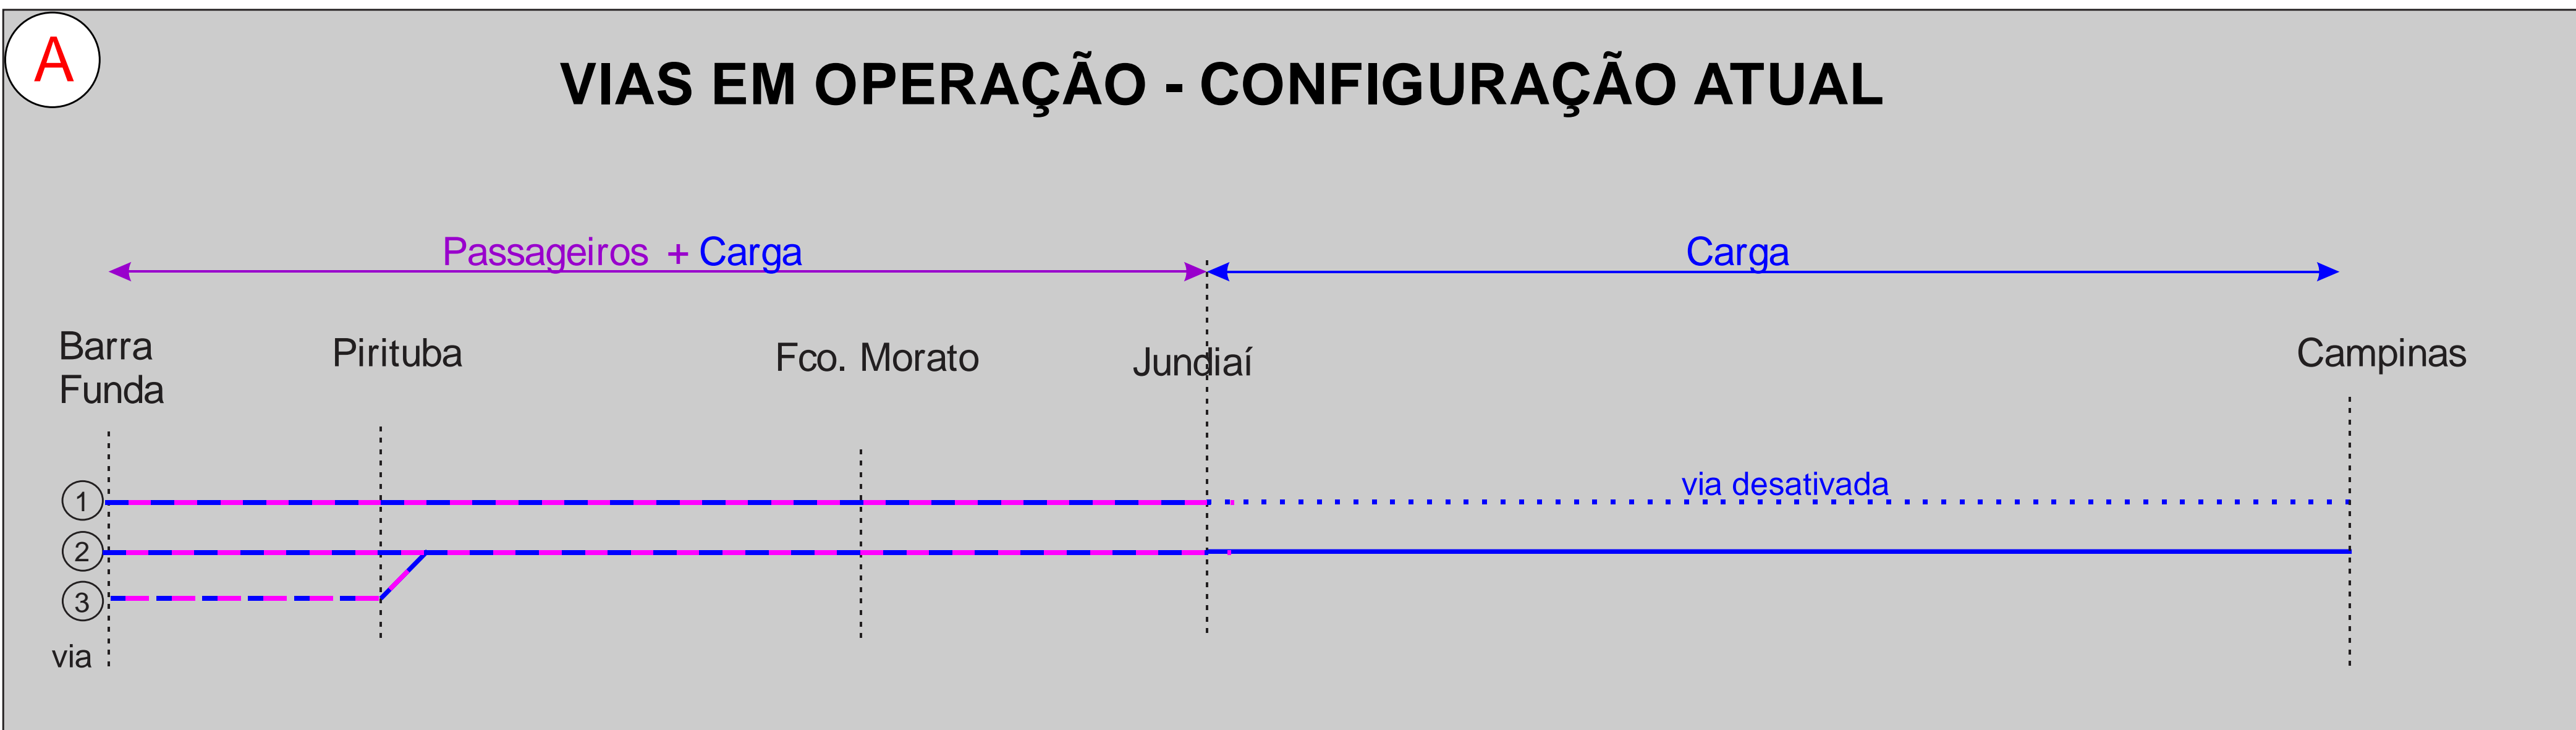 A
VIAS EM OPERAÇÃO - CONFIGURAÇÃO ATUAL
Passageiros + Carga
Carga
Barra
Funda
Pirituba
Fco. Morato
Jundiaí
Campinas
via desativada
1
2
3
via